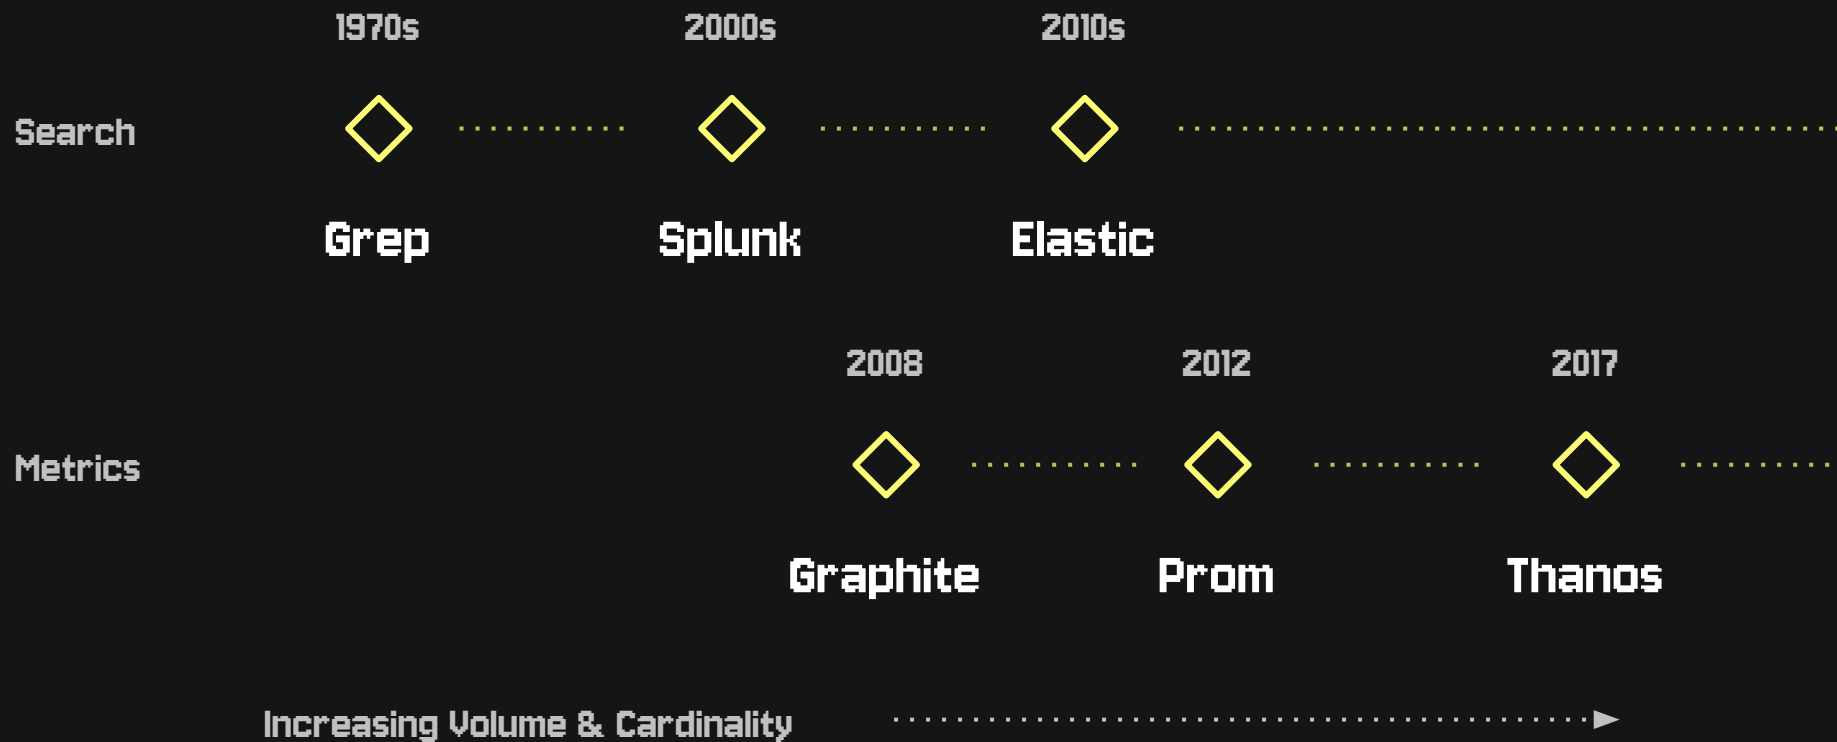 1970s 2000s 2010s
Search
Grep Splunk Elastic
2008 2012 2017
Metrics
Graphite Prom Thanos
Increasing Volume & Cardinality